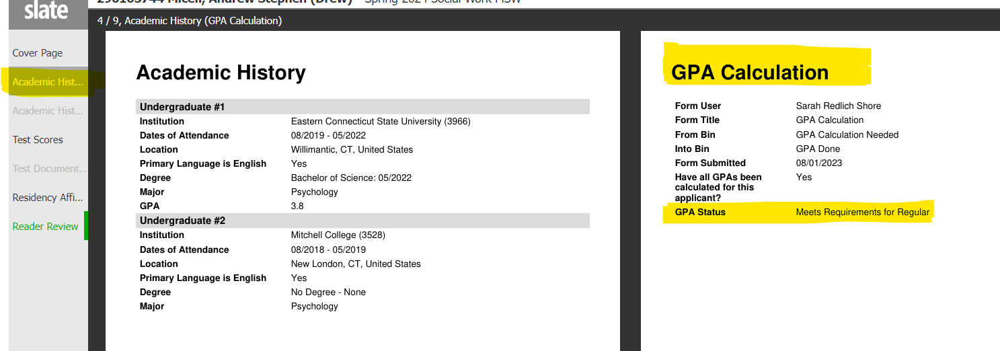 slate
296163744 Miceli, Andrew Stephen (Drew) Spring 2024 Social Work MSW
4 / 9, Academic History (GPA Calculation)
Cover Page
Academic Hist...
Academic Hist...
Test Scores
Test Document...
Residency Affi...
Reader Review
Academic History
Undergraduate #1
Institution Eastern Connecticut State University (3966)
Dates of Attendance 08/2019 - 05/2022
Location Willimantic, CT, United States
Primary Language is English Yes
Degree Bachelor of Science: 05/2022
Major Psychology
GPA 3.8
Undergraduate #2
Institution Mitchell College (3528)
Dates of Attendance 08/2018 - 05/2019
Location New London, CT, United States
Primary Language is English Yes
Degree No Degree - None
Major Psychology
GPA Calculation
Form User Sarah Redlich Shore
Form Title GPA Calculation
From Bin GPA Calculation Needed
Into Bin GPA Done
Form Submitted 08/01/2023
Have all GPAs been Yes
calculated for this
applicant?
GPA Status Meets Requirements for Regular